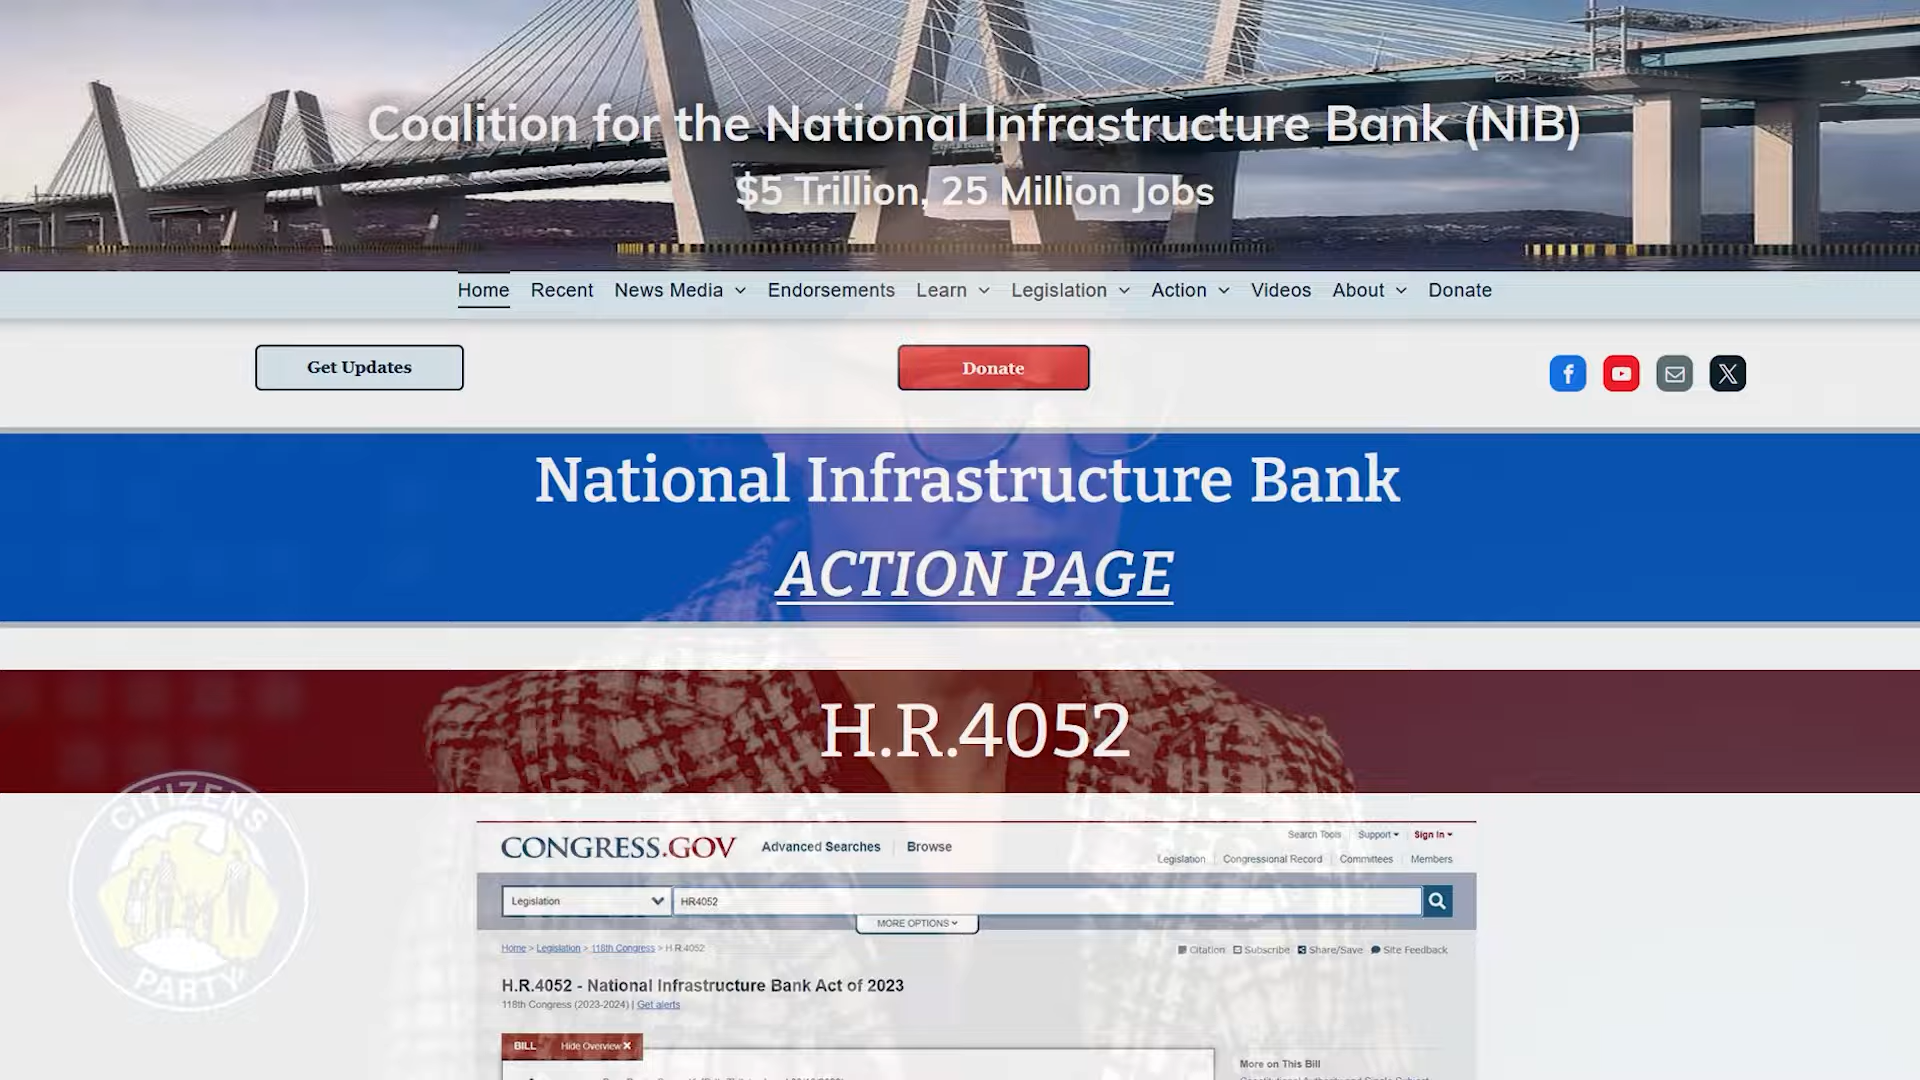 Coalition for the National Infrastructure Bank (NIB)
$5 Trillion, 25 Million Jobs
Home Recent News Media Endorsements Learn Legislation Action Videos About Donate
Get Updates Donate
National Infrastructure Bank
ACTION PAGE
H.R.4052
CITIZENS
PARTY
CONGRESS.GOV Advanced Searches Browse
Search Tools Support Sign In
Legislation Congressional Record Committees Members
Legislation HR4052
MORE OPTIONS
Home > Legislation > 118th Congress > H.R.4052
Citation Subscribe Share/Save Site Feedback
H.R.4052 - National Infrastructure Bank Act of 2023
118th Congress (2023-2024) | Get alerts
BILL Hide Overview X
More on This Bill